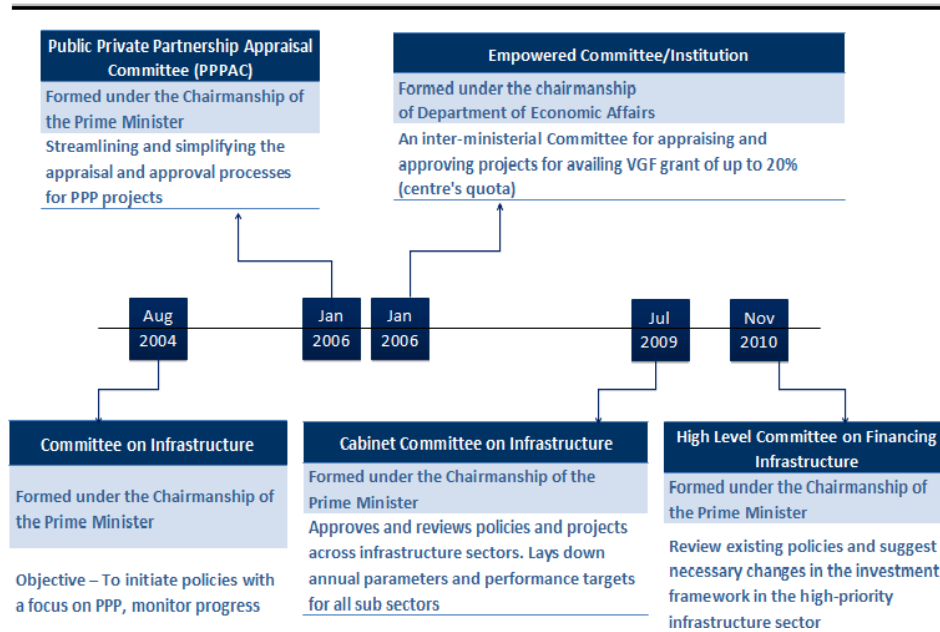 Public Private Partnership Appraisal
Committee (PPPAC)
Formed under the Chairmanship of
the Prime Minister
Streamlining and simplifying the
appraisal and approval processes
for PPP projects
Empowered Committee/Institution
Formed under the chairmanship
of Department of Economic Affairs
An inter-ministerial Committee for appraising and
approving projects for availing VGF grant of up to 20%
(centre's quota)
Aug
2004
Jan
2006
Jan
2006
Jul
2009
Nov
2010
Committee on Infrastructure
Formed under the Chairmanship of
the Prime Minister
Objective – To initiate policies with
a focus on PPP, monitor progress
Cabinet Committee on Infrastructure
Formed under the Chairmanship of the
Prime Minister
Approves and reviews policies and projects
across infrastructure sectors. Lays down
annual parameters and performance targets
for all sub sectors
High Level Committee on Financing
Infrastructure
Formed under the Chairmanship of
the Prime Minister
Review existing policies and suggest
necessary changes in the investment
framework in the high-priority
infrastructure sector